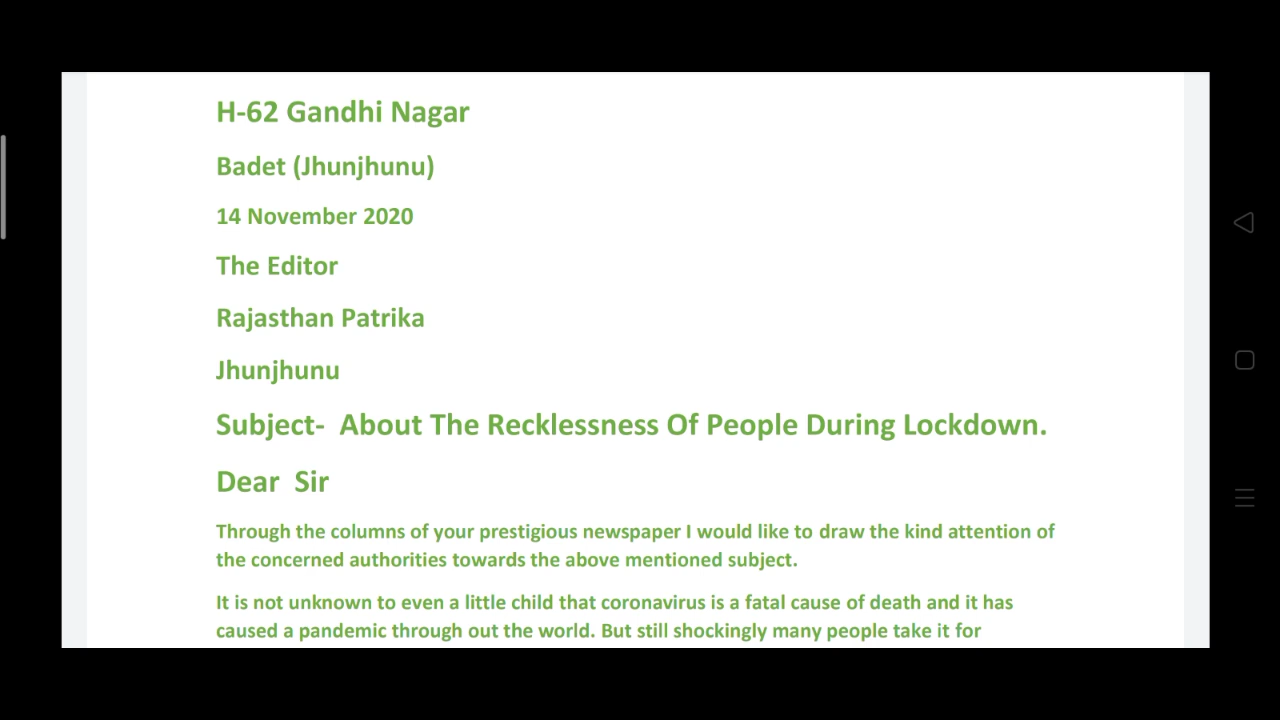 H-62 Gandhi Nagar
Badet (Jhunjhunu)
14 November 2020
The Editor
Rajasthan Patrika
Jhunjhunu
Subject-  About The Recklessness Of People During Lockdown.
Dear  Sir
Through the columns of your prestigious newspaper I would like to draw the kind attention of
the concerned authorities towards the above mentioned subject.
It is not unknown to even a little child that coronavirus is a fatal cause of death and it has
caused a pandemic through out the world. But still shockingly many people take it for